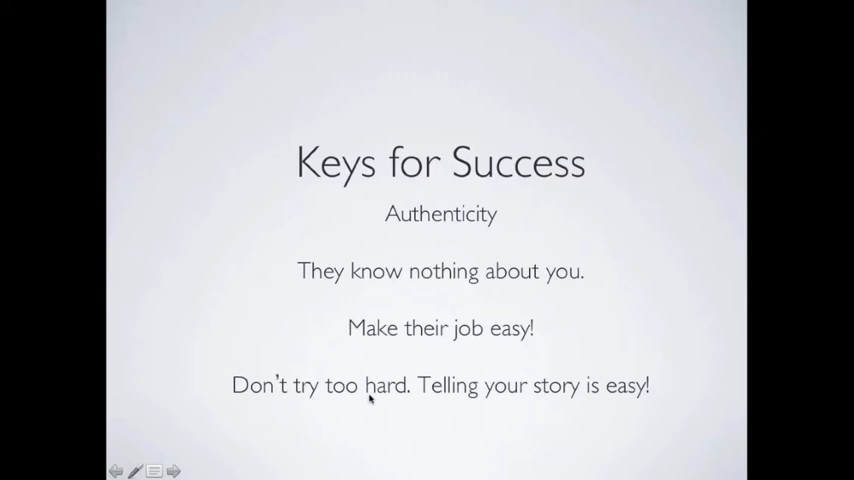 Keys for Success
Authenticity
They know nothing about you.
Make their job easy!
Don't try too hard. Telling your story is easy!